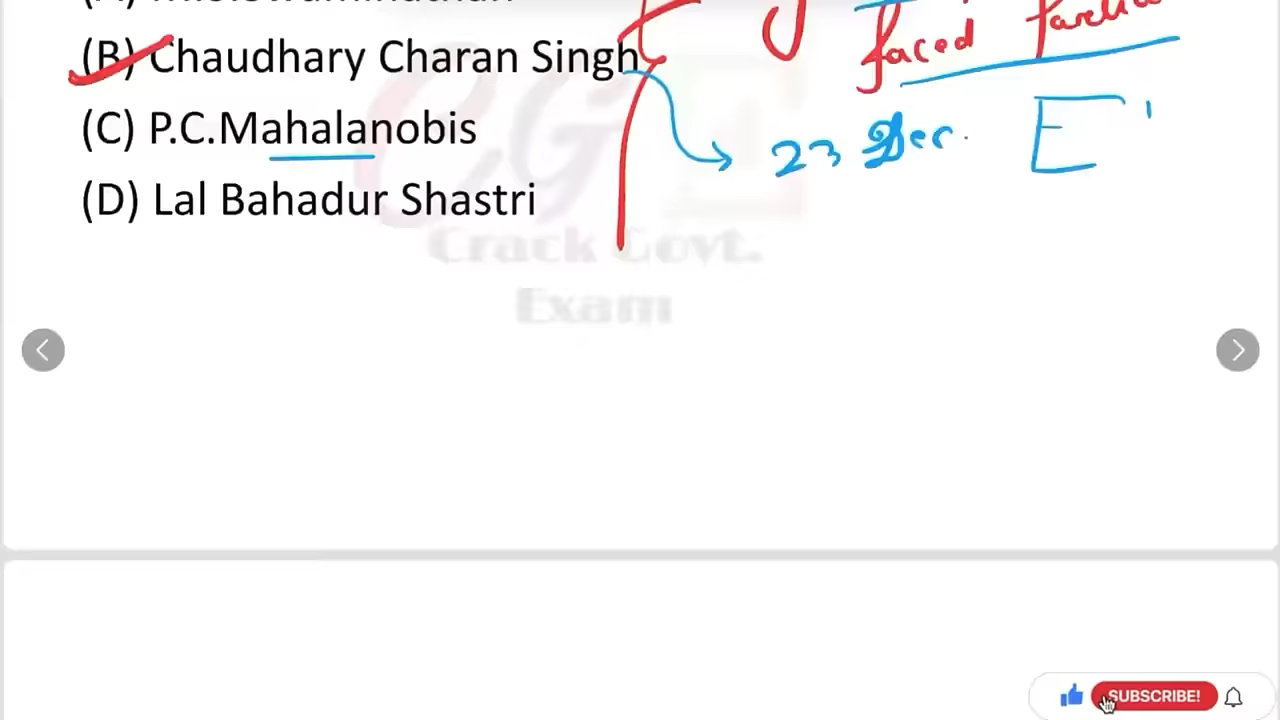 (B) Chaudhary Charan Singh
(C) P.C.Mahalanobis
(D) Lal Bahadur Shastri
faced
23 Dec.
Crack Govt.
Exam
SUBSCRIBE!